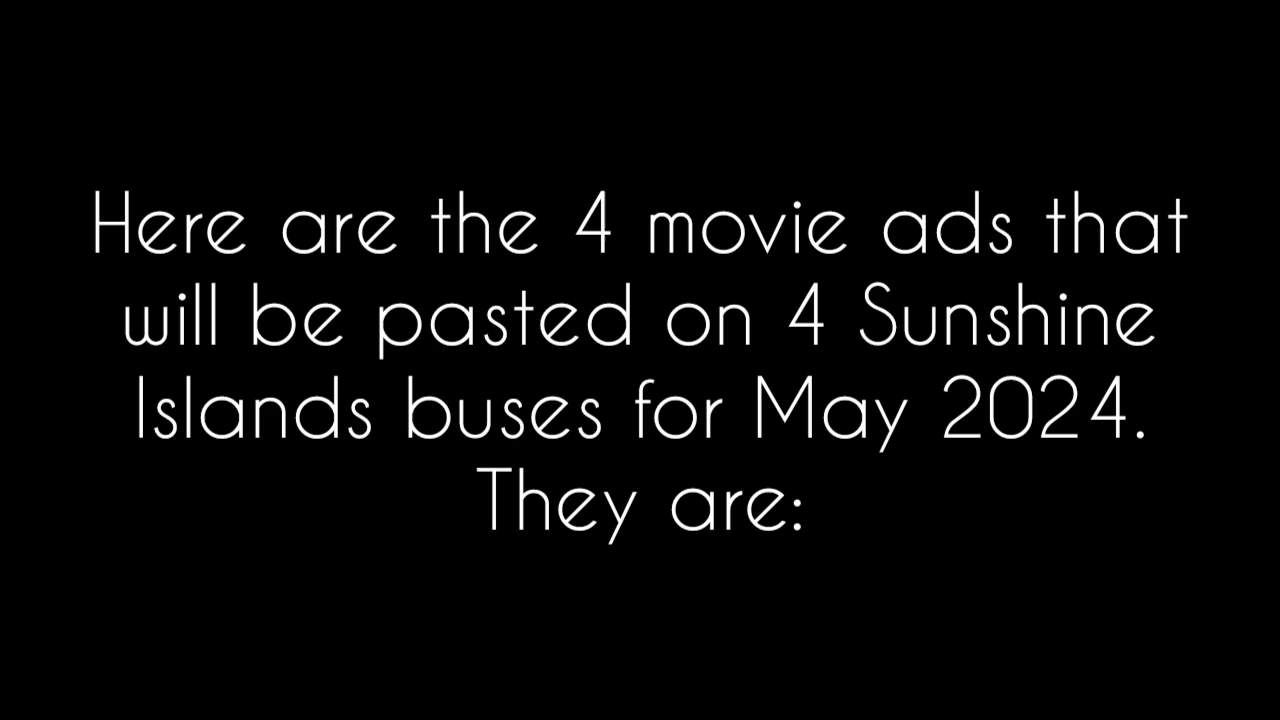 Here are the 4 movie ads that
will be pasted on 4 Sunshine
Islands buses for May 2024.
They are: